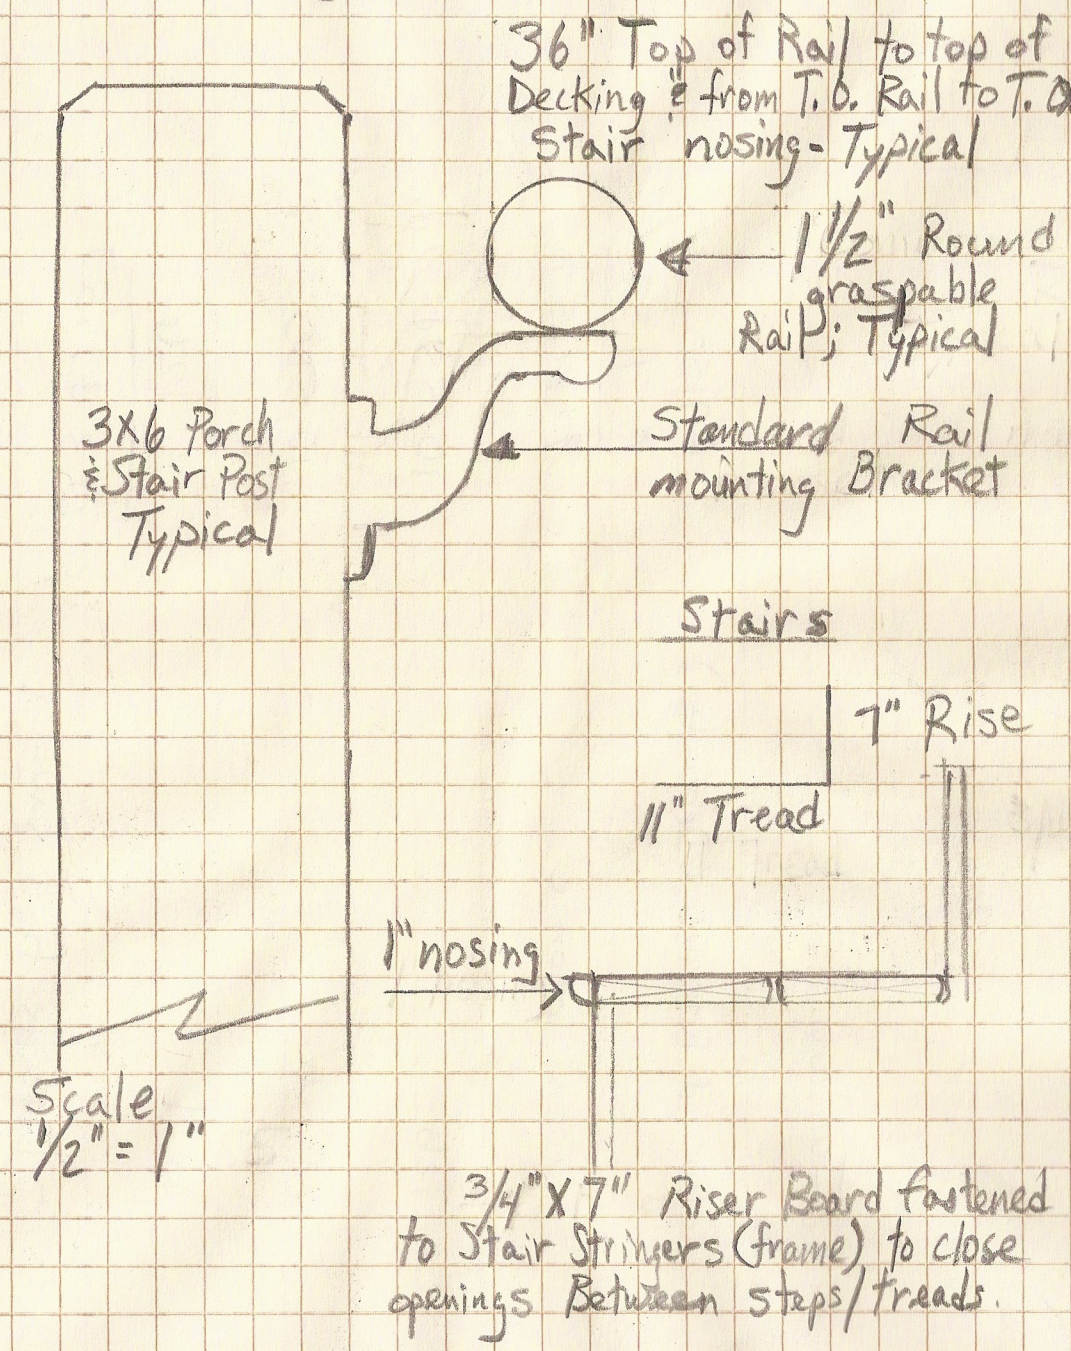 36" Top of Rail to top of
Decking & from T.O. Rail to T.O
Stair nosing - Typical
1 1/2" Round
graspable
Rail; Typical
3X6 Porch
& Stair Post
Typical
Standard Rail
mounting Bracket
Stairs
7" Rise
11" Tread
1" nosing
Scale
1/2" = 1"
3/4" X 7" Riser Board fastened
to Stair Stringers (frame) to close
openings Between steps/treads.